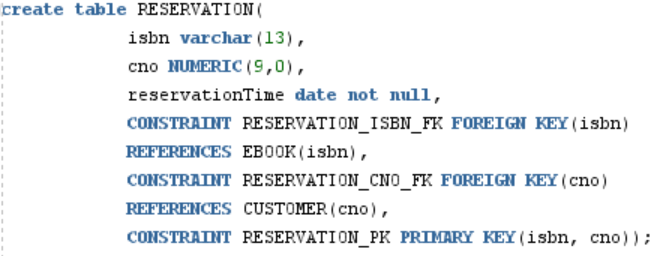 create table RESERVATION(
isbn varchar(13),
cno NUMERIC(9,0),
reservationTime date not null,
CONSTRAINT RESERVATION_ISBN_FK FOREIGN KEY(isbn)
REFERENCES EBOOK(isbn),
CONSTRAINT RESERVATION_CNO_FK FOREIGN KEY(cno)
REFERENCES CUSTOMER(cno),
CONSTRAINT RESERVATION_PK PRIMARY KEY(isbn, cno));